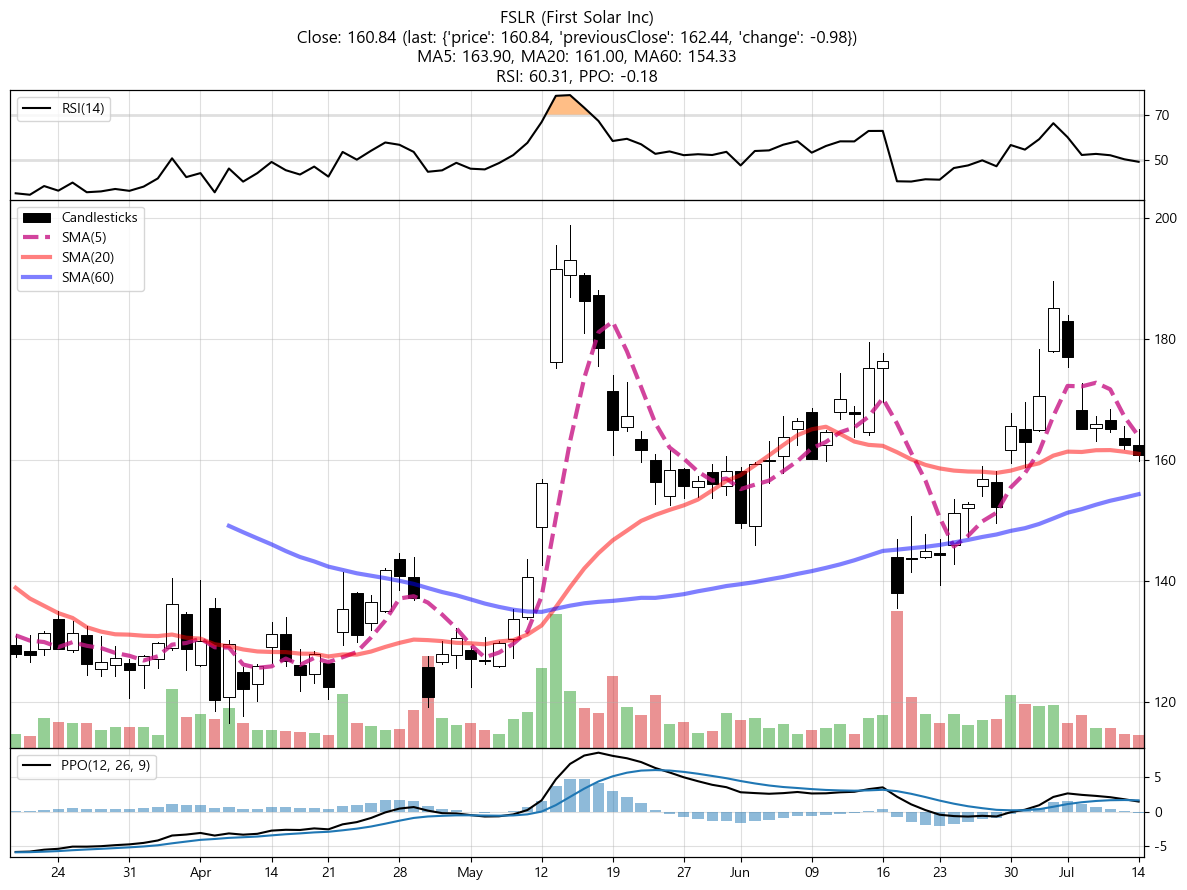 FSLR (First Solar Inc)
Close: 160.84 (last: {'price': 160.84, 'previousClose': 162.44, 'change': -0.98})
MA5: 163.90, MA20: 161.00, MA60: 154.33
RSI: 60.31, PPO: -0.18
RSI(14)
70
50
Candlesticks
SMA(5)
SMA(20)
SMA(60)
200
180
160
140
120
PPO(12, 26, 9)
5
0
−5
24 31 Apr 14 21 28 May 12 19 27 Jun 09 16 23 30 Jul 14